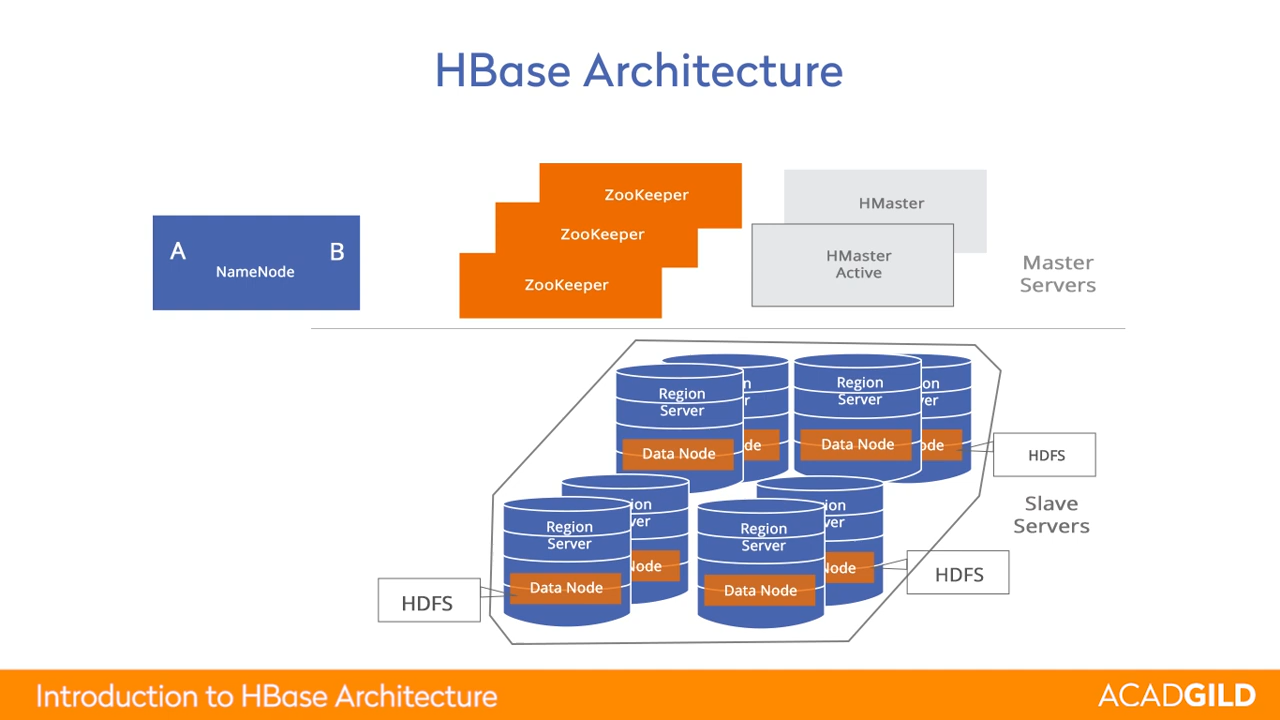 HBase Architecture
A
B
NameNode
ZooKeeper
ZooKeeper
ZooKeeper
HMaster
HMaster
Active
Master
Servers
Region
Server
Data Node
Region
Server
Data Node
HDFS
Slave
Servers
Region
Server
Data Node
Region
Server
Data Node
HDFS
HDFS
Introduction to HBase Architecture
ACADGILD